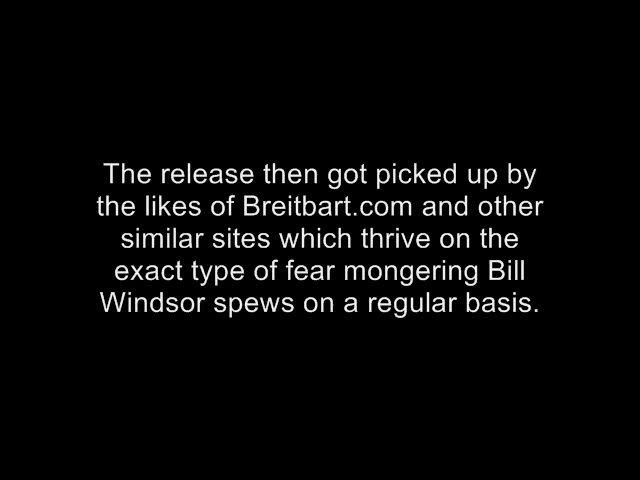 The release then got picked up by
the likes of Breitbart.com and other
similar sites which thrive on the
exact type of fear mongering Bill
Windsor spews on a regular basis.